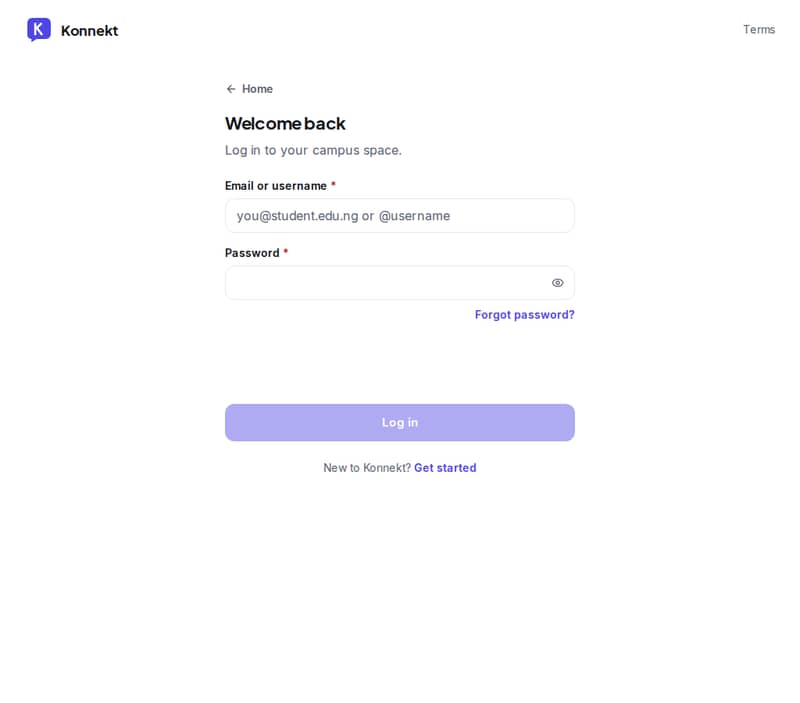 K Konnekt
Terms
Home
Welcome back
Log in to your campus space.
Email or username *
you@student.edu.ng or @username
Password *
Forgot password?
Log in
New to Konnekt? Get started